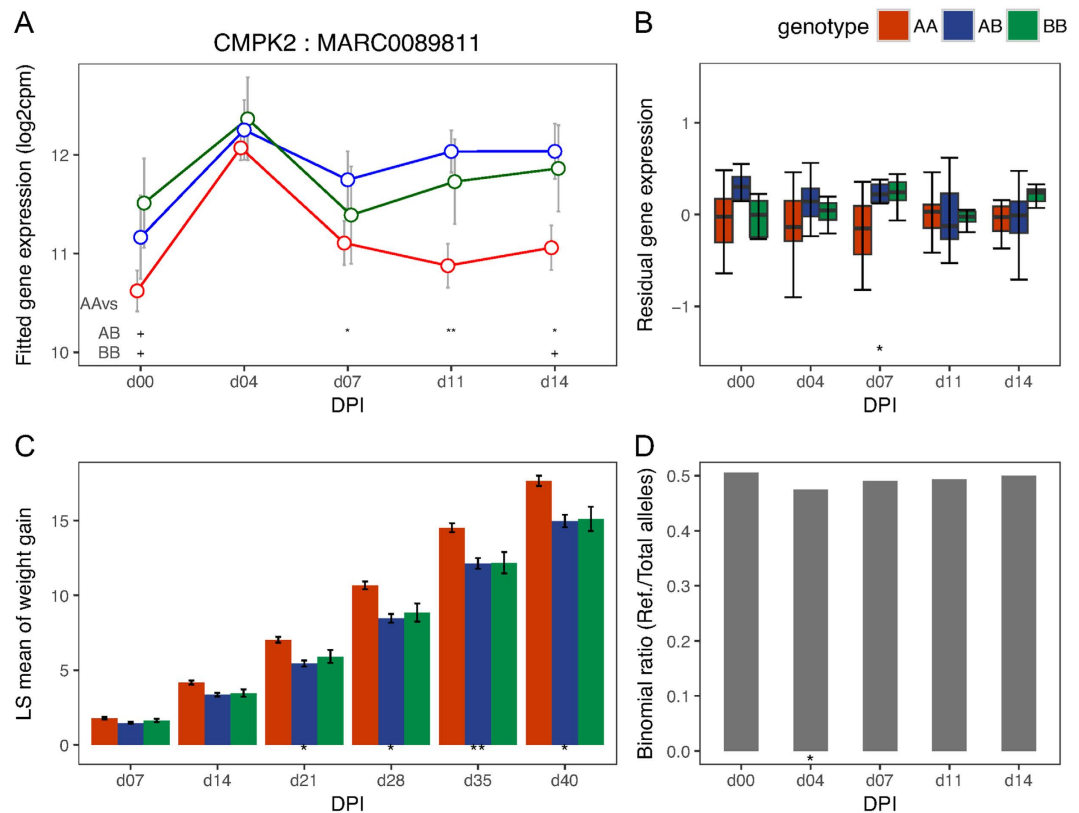 A
CMPK2 : MARC0089811
Fitted gene expression (log2cpm)
12
11
10
AAvs
AB + * ** *
BB + +
d00 d04 d07 d11 d14
DPI
B
genotype AA AB BB
Residual gene expression
1
0
−1
*
d00 d04 d07 d11 d14
DPI
C
LS mean of weight gain
15
10
5
0
* * ** *
d07 d14 d21 d28 d35 d40
DPI
D
Binomial ratio (Ref./Total alleles)
0.5
0.4
0.3
0.2
0.1
0.0
*
d00 d04 d07 d11 d14
DPI